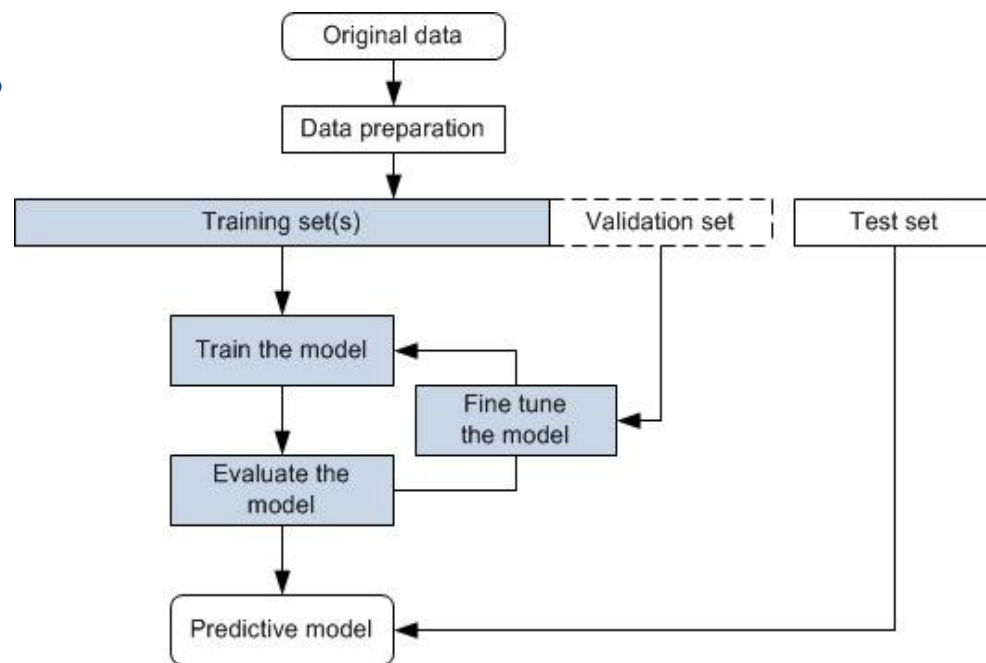 Original data
Data preparation
Training set(s)
Validation set
Test set
Train the model
Fine tune
the model
Evaluate the
model
Predictive model